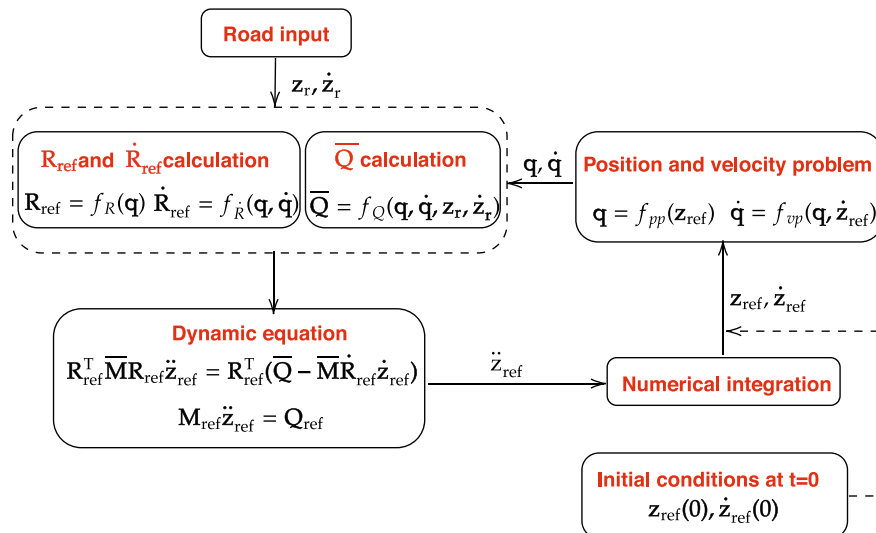 Road input
z_r, ż_r
R_ref and Ṙ_ref calculation
R_ref = f_R(q) Ṙ_ref = f_Ṙ(q, q̇)
Q̅ calculation
Q̅ = f_Q(q, q̇, z_r, ż_r)
q, q̇
Position and velocity problem
q = f_pp(z_ref) q̇ = f_vp(q, ż_ref)
z_ref, ż_ref
Dynamic equation
R_ref^T M̅ R_ref z̈_ref = R_ref^T (Q̅ − M̅ Ṙ_ref ż_ref)
M_ref z̈_ref = Q_ref
z̈_ref
Numerical integration
Initial conditions at t=0
z_ref(0), ż_ref(0)